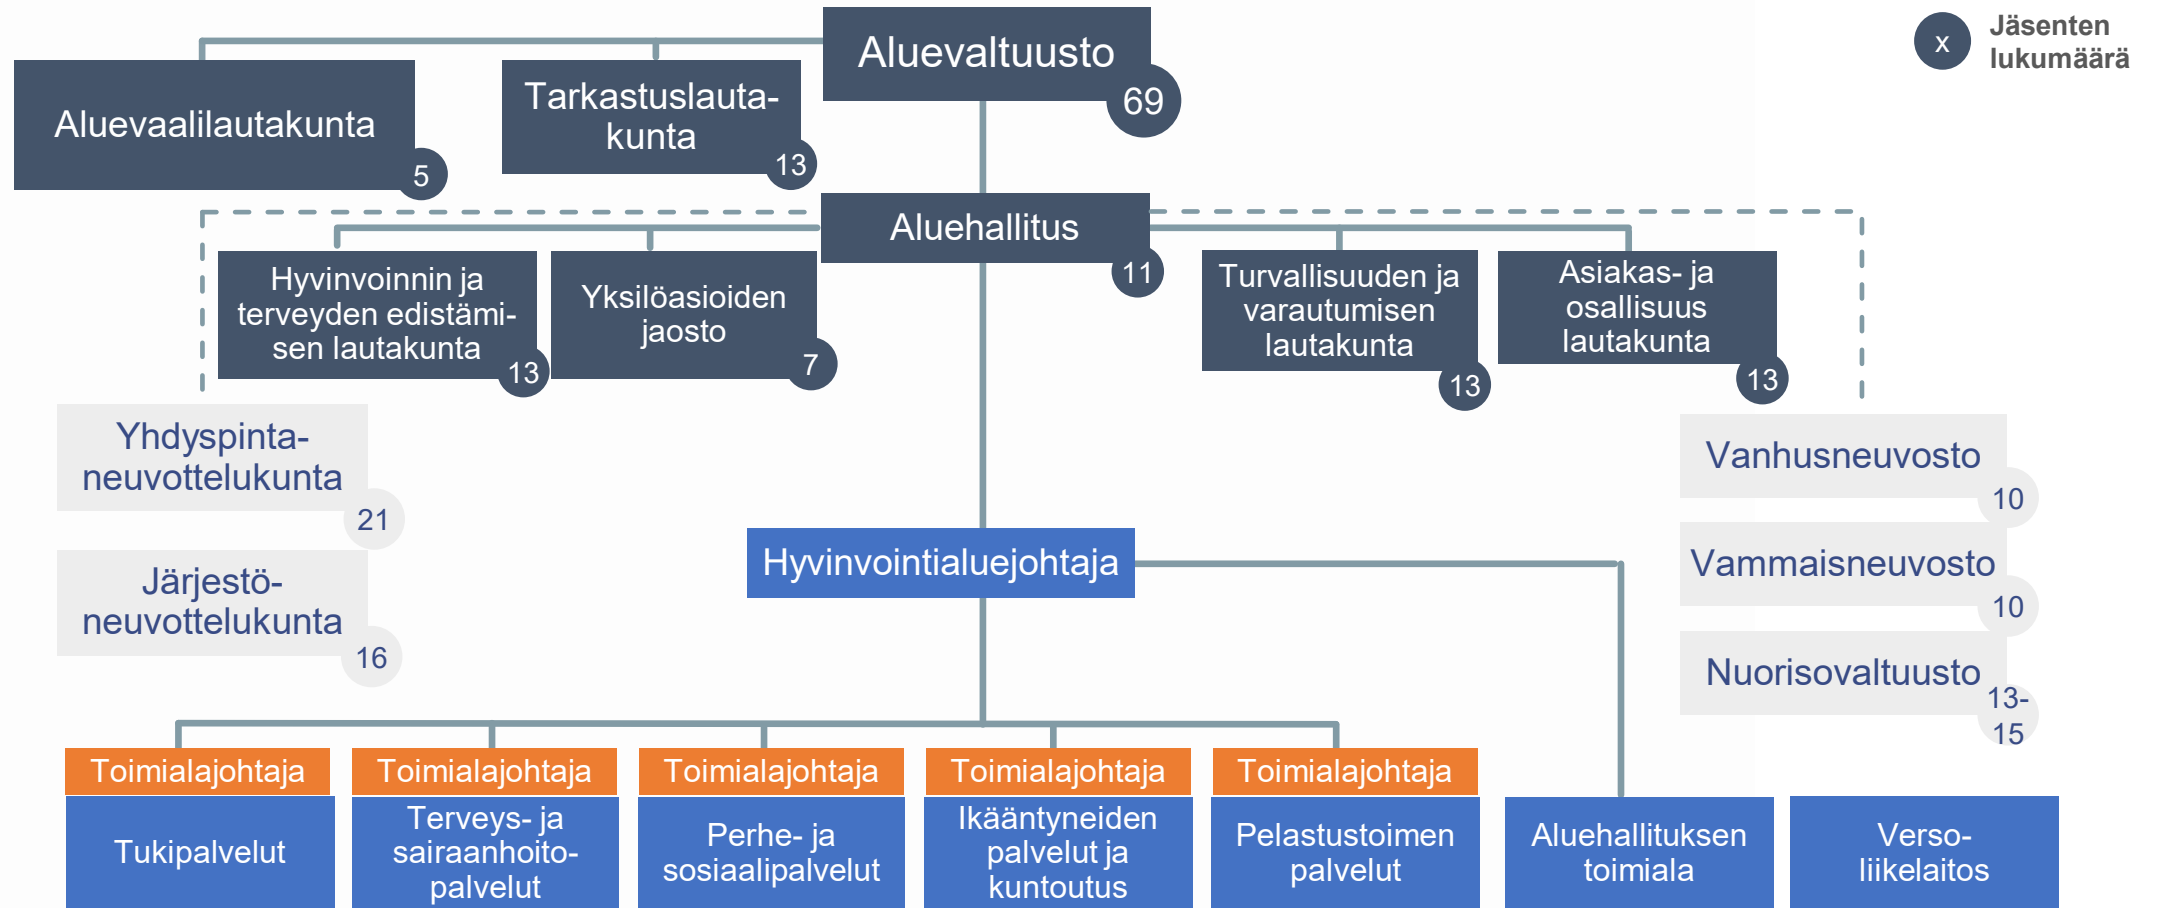 Aluevaltuusto
69
x
Jäsenten
lukumäärä
Aluevaalilautakunta
5
Tarkastuslauta-
kunta
13
Aluehallitus
11
Hyvinvoinnin ja
terveyden edistämi-
sen lautakunta
13
Yksilöasioiden
jaosto
7
Turvallisuuden ja
varautumisen
lautakunta
13
Asiakas- ja
osallisuus
lautakunta
13
Yhdyspinta-
neuvottelukunta
21
Järjestö-
neuvottelukunta
16
Vanhusneuvosto
10
Vammaisneuvosto
10
Nuorisovaltuusto
13-
15
Hyvinvointialuejohtaja
Toimialajohtaja
Tukipalvelut
Toimialajohtaja
Terveys- ja
sairaanhoito-
palvelut
Toimialajohtaja
Perhe- ja
sosiaalipalvelut
Toimialajohtaja
Ikääntyneiden
palvelut ja
kuntoutus
Toimialajohtaja
Pelastustoimen
palvelut
Aluehallituksen
toimiala
Verso-
liikelaitos